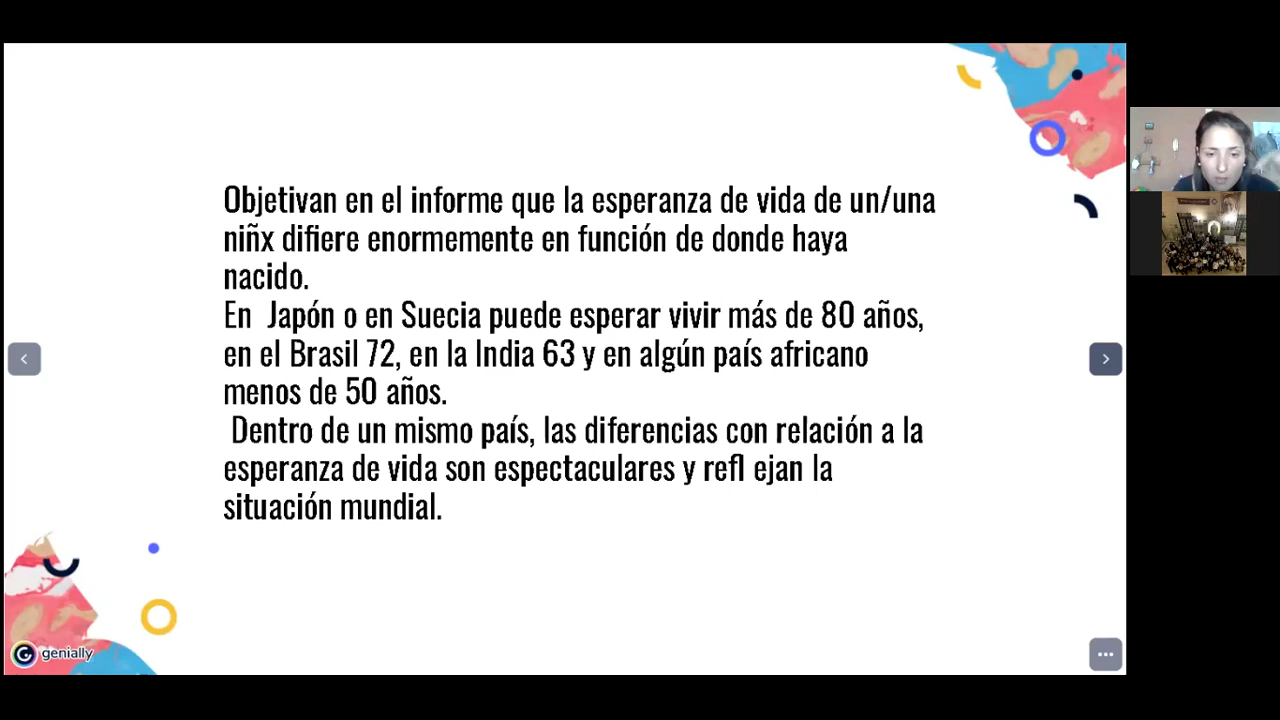 Objetivan en el informe que la esperanza de vida de un/una
niñx difiere enormemente en función de donde haya
nacido.
En  Japón o en Suecia puede esperar vivir más de 80 años,
en el Brasil 72, en la India 63 y en algún país africano
menos de 50 años.
Dentro de un mismo país, las diferencias con relación a la
esperanza de vida son espectaculares y refl ejan la
situación mundial.
genially